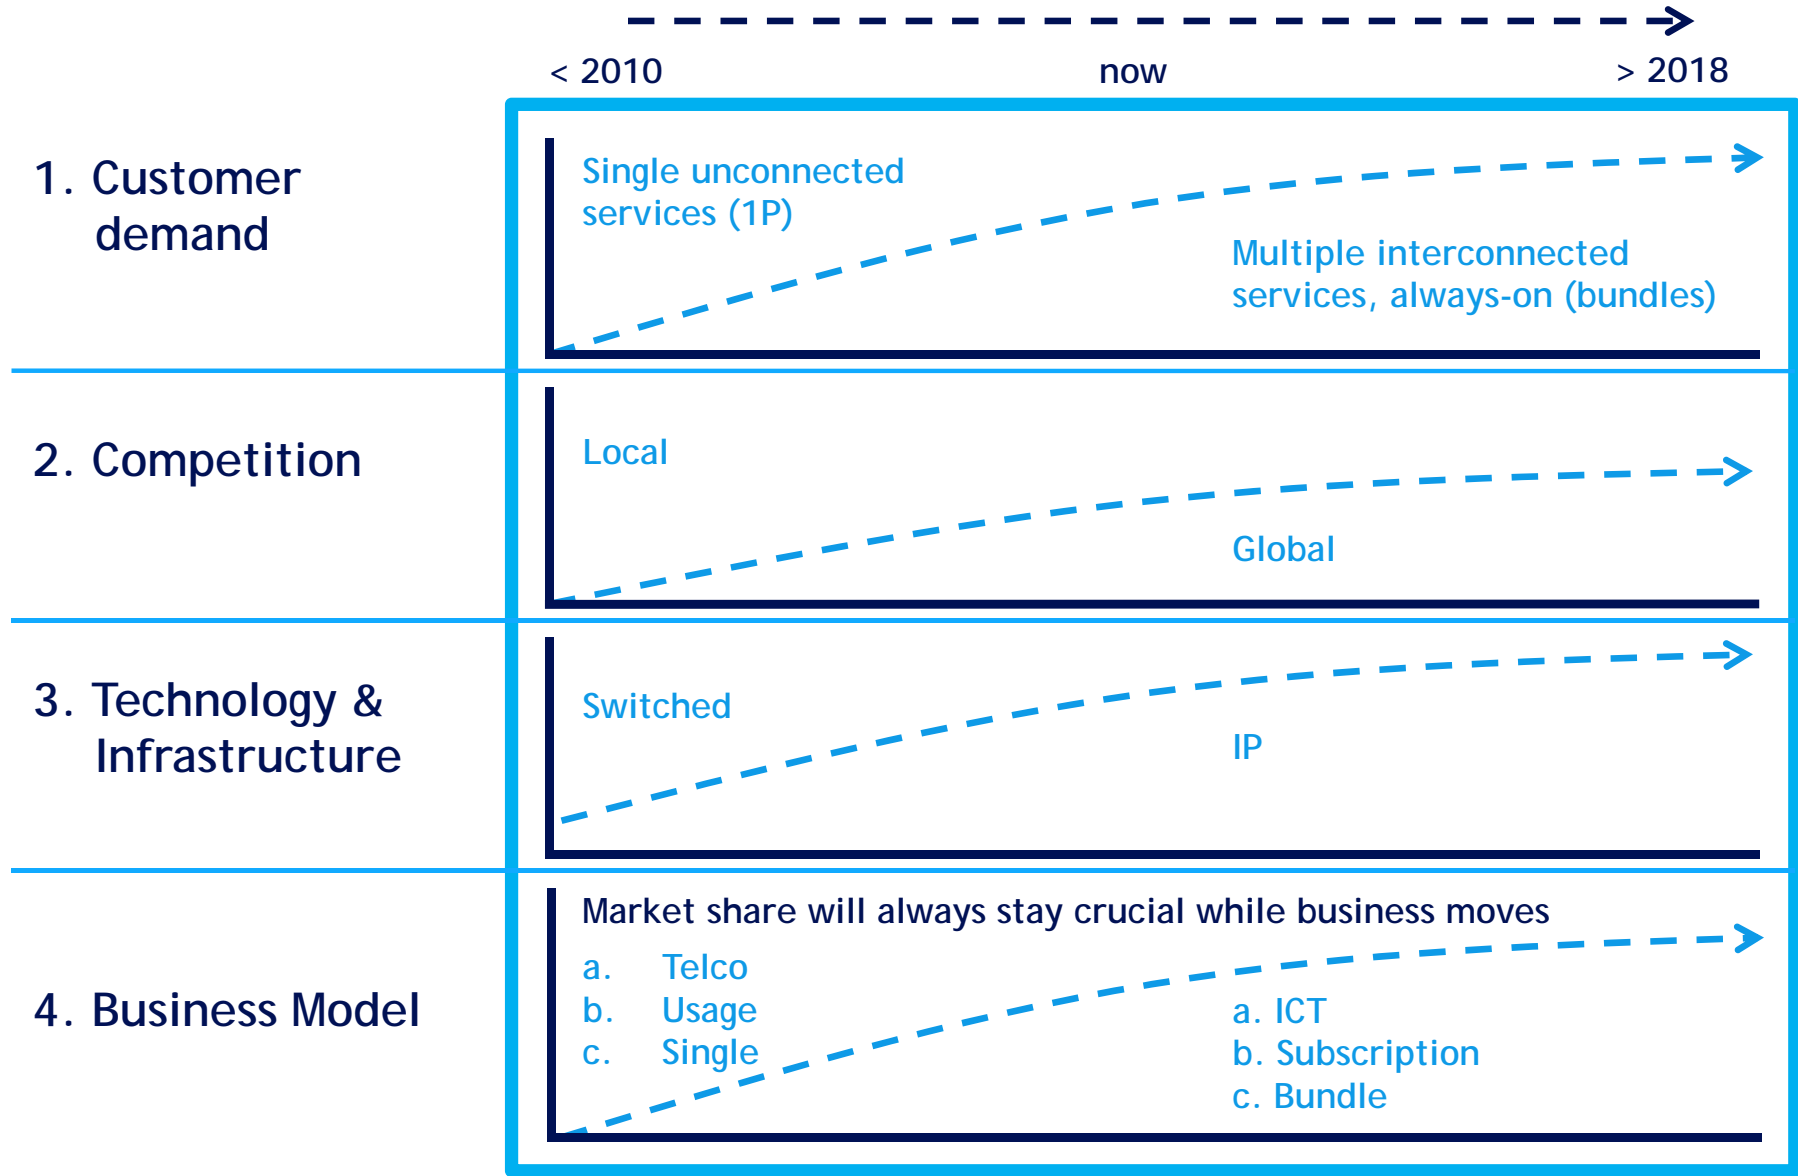 < 2010 now > 2018
1. Customer
demand
Single unconnected
services (1P)
Multiple interconnected
services, always-on (bundles)
2. Competition
Local
Global
3. Technology &
Infrastructure
Switched
IP
4. Business Model
Market share will always stay crucial while business moves
a. Telco
b. Usage
c. Single
a. ICT
b. Subscription
c. Bundle